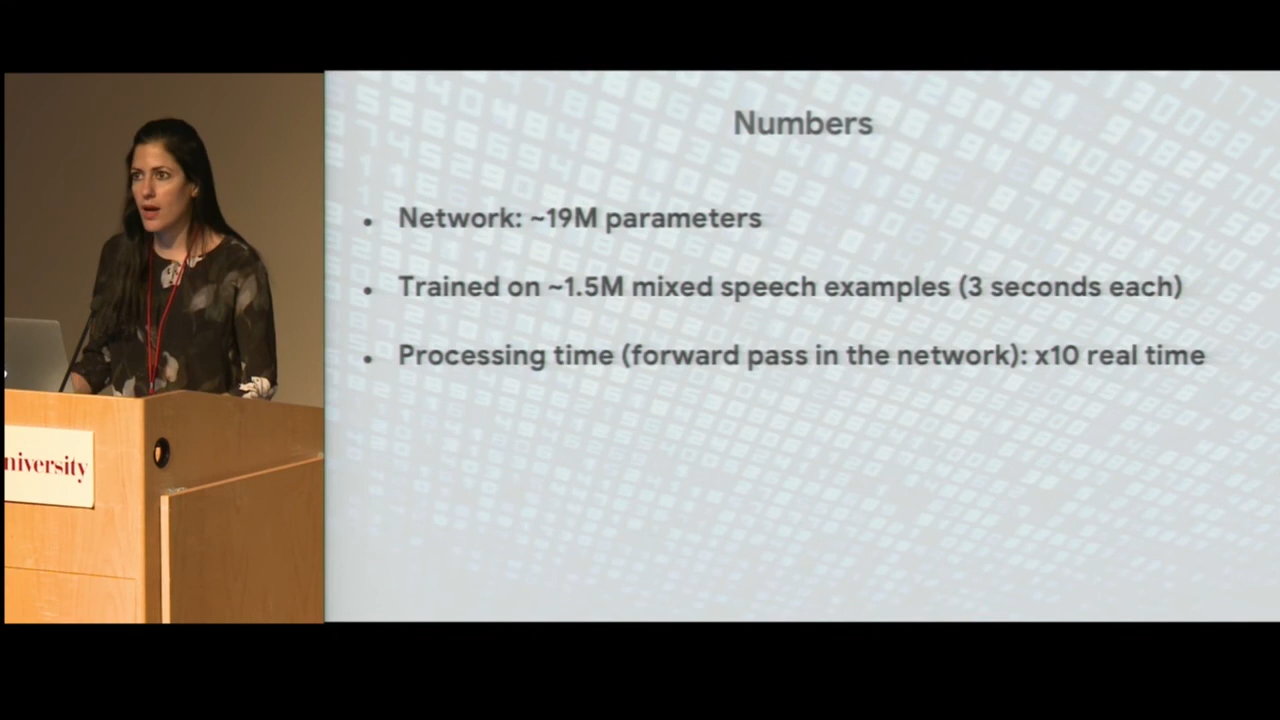 Numbers
• Network: ~19M parameters
• Trained on ~1.5M mixed speech examples (3 seconds each)
• Processing time (forward pass in the network): x10 real time
niversity